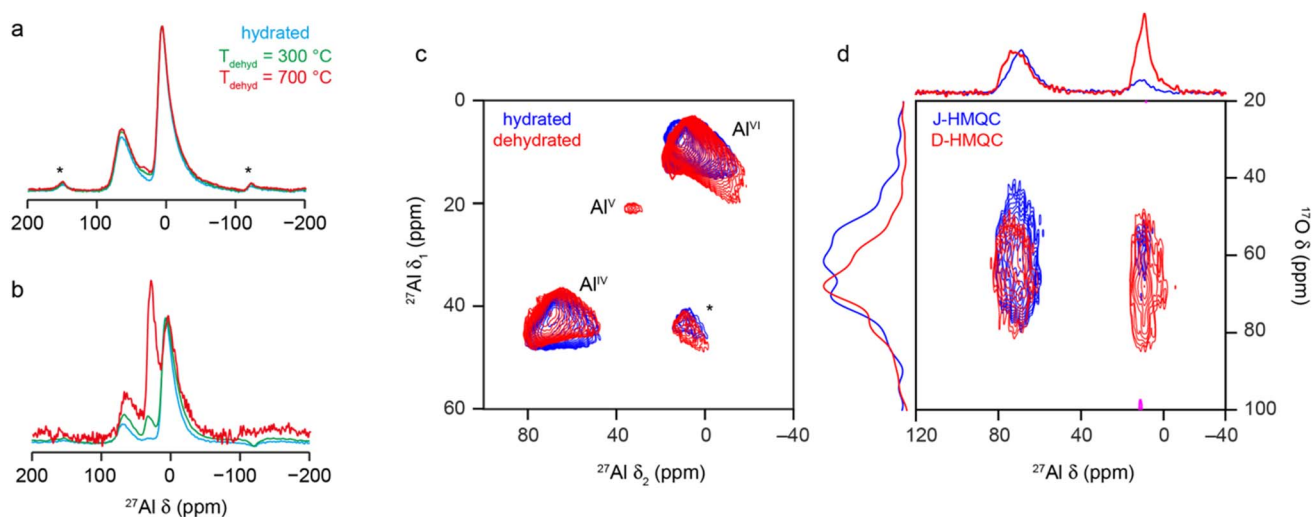 a
hydrated
T_dehyd = 300 °C
T_dehyd = 700 °C
*
*
200 100 0 −100 −200
b
200 100 0 −100 −200
²⁷Al δ (ppm)
c
hydrated
dehydrated
Al^VI
Al^V
Al^IV
*
0
20
40
60
²⁷Al δ₁ (ppm)
80 40 0 −40
²⁷Al δ₂ (ppm)
d
J-HMQC
D-HMQC
20
40
60
80
100
¹⁷O δ (ppm)
120 80 40 0 −40
²⁷Al δ (ppm)